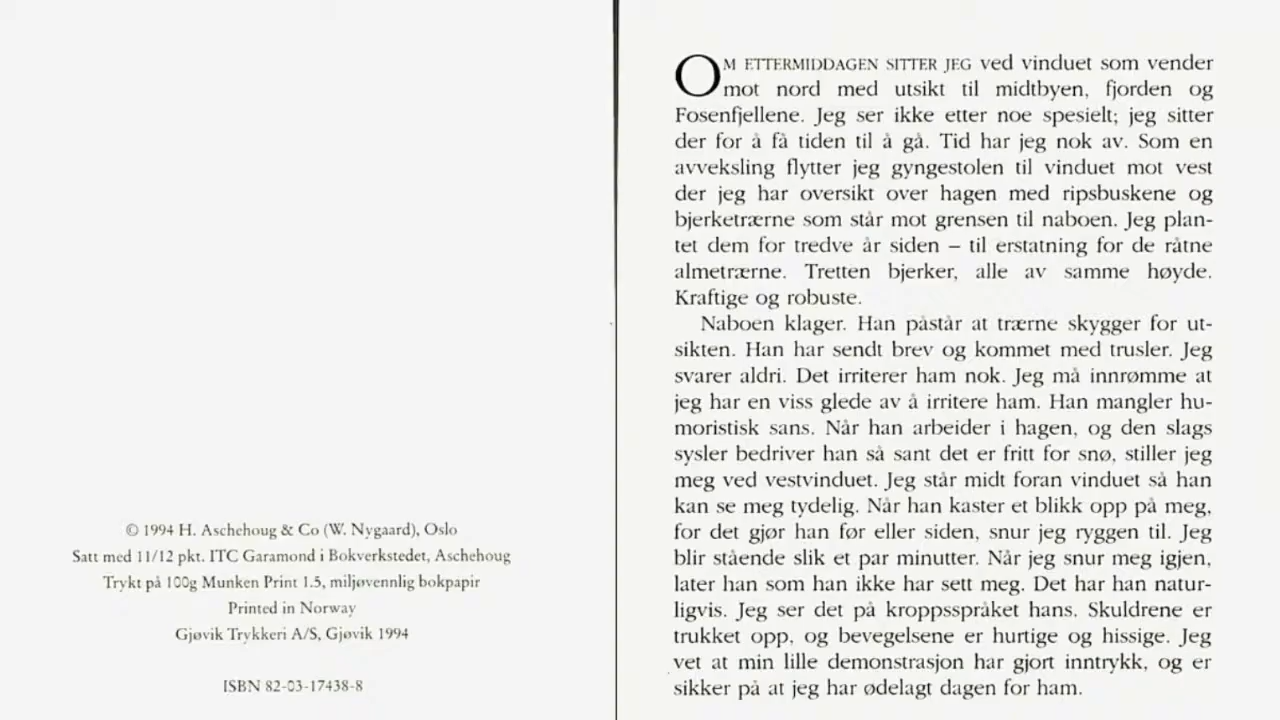 © 1994 H. Aschehoug & Co (W. Nygaard), Oslo
Satt med 11/12 pkt. ITC Garamond i Bokverkstedet, Aschehoug
Trykt på 100g Munken Print 1.5, miljøvennlig bokpapir
Printed in Norway
Gjøvik Trykkeri A/S, Gjøvik 1994
ISBN 82-03-17438-8
OM ETTERMIDDAGEN SITTER JEG ved vinduet som vender
mot nord med utsikt til midtbyen, fjorden og
Fosenfjellene. Jeg ser ikke etter noe spesielt; jeg sitter
der for å få tiden til å gå. Tid har jeg nok av. Som en
avveksling flytter jeg gyngestolen til vinduet mot vest
der jeg har oversikt over hagen med ripsbuskene og
bjerketrærne som står mot grensen til naboen. Jeg plan-
tet dem for tredve år siden – til erstatning for de råtne
almetrærne. Tretten bjerker, alle av samme høyde.
Kraftige og robuste.
Naboen klager. Han påstår at trærne skygger for ut-
sikten. Han har sendt brev og kommet med trusler. Jeg
svarer aldri. Det irriterer ham nok. Jeg må innrømme at
jeg har en viss glede av å irritere ham. Han mangler hu-
moristisk sans. Når han arbeider i hagen, og den slags
sysler bedriver han så sant det er fritt for snø, stiller jeg
meg ved vestvinduet. Jeg står midt foran vinduet så han
kan se meg tydelig. Når han kaster et blikk opp på meg,
for det gjør han før eller siden, snur jeg ryggen til. Jeg
blir stående slik et par minutter. Når jeg snur meg igjen,
later han som han ikke har sett meg. Det har han natur-
ligvis. Jeg ser det på kroppsspråket hans. Skuldrene er
trukket opp, og bevegelsene er hurtige og hissige. Jeg
vet at min lille demonstrasjon har gjort inntrykk, og er
sikker på at jeg har ødelagt dagen for ham.